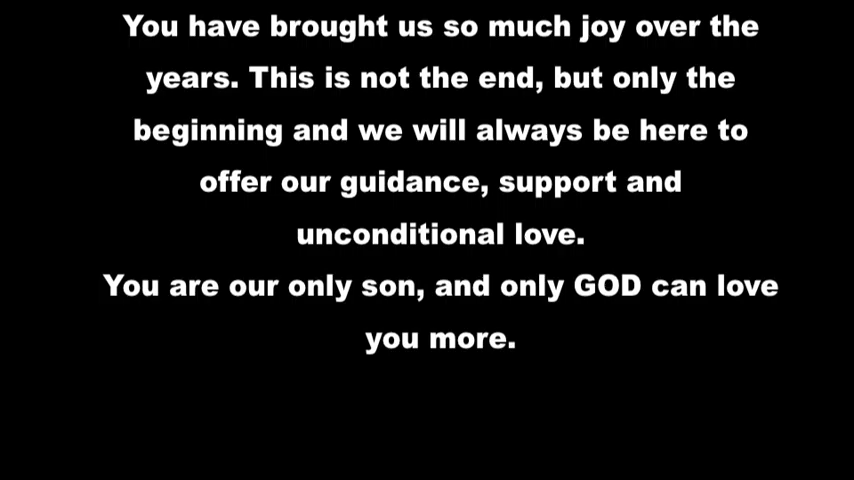 You have brought us so much joy over the
years. This is not the end, but only the
beginning and we will always be here to
offer our guidance, support and
unconditional love.
You are our only son, and only GOD can love
you more.